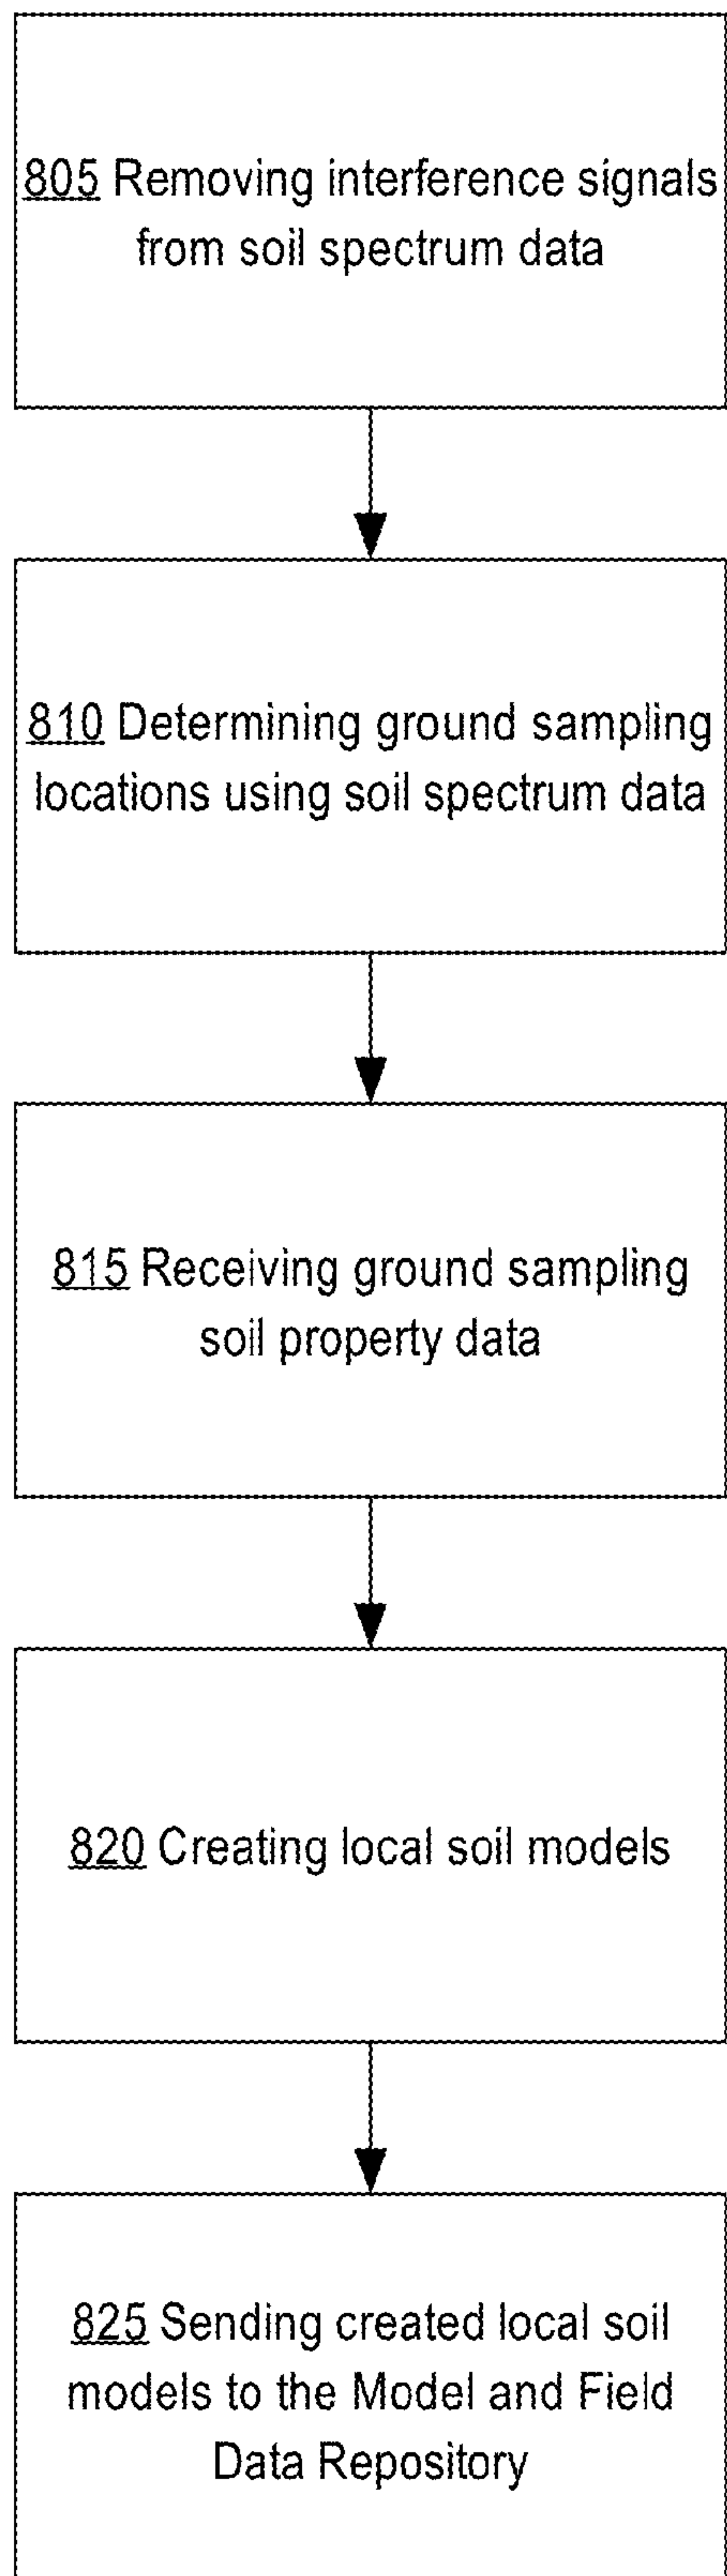 805 Removing interference signals
from soil spectrum data
810 Determining ground sampling
locations using soil spectrum data
815 Receiving ground sampling
soil property data
820 Creating local soil models
825 Sending created local soil
models to the Model and Field
Data Repository